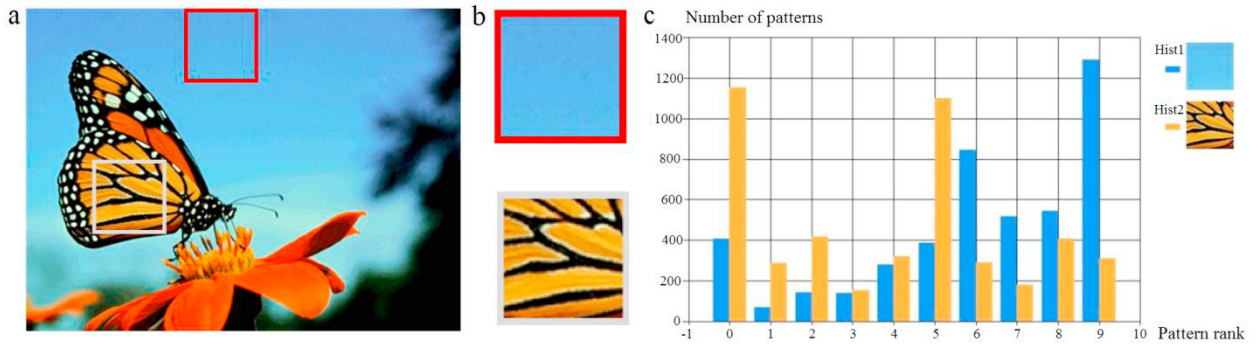 a
b
c
Number of patterns
1400
1200
1000
800
600
400
200
0
-1 0 1 2 3 4 5 6 7 8 9 10
Pattern rank
Hist1
Hist2